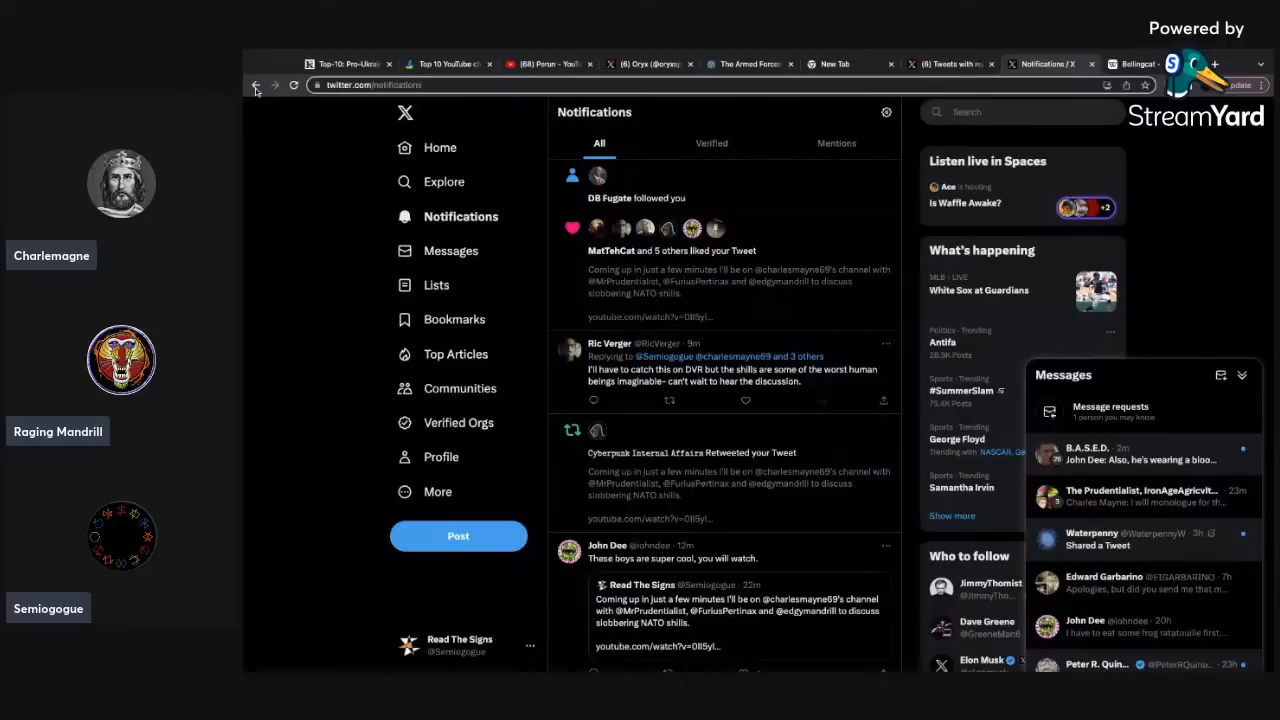 Powered by
StreamYard
Charlemagne
Raging Mandrill
Semiogogue
Top-10: Pro-Ukrai
Top 10 YouTube ch
(68) Perun - YouT
(6) Oryx (@oryxsp
The Armed Forc
New Tab
(6) Tweets with m
Notifications / X
Bellingcat -
twitter.com/notifications
pdate
Home
Explore
Notifications
Messages
Lists
Bookmarks
Top Articles
Communities
Verified Orgs
Profile
More
Post
Read The Signs
@Semiogogue
Notifications
All
Verified
Mentions
DB Fugate followed you
MatTehCat and 5 others liked your Tweet
Coming up in just a few minutes I'll be on @charlesmayne69's channel with
@MrPrudentialist, @FuriusPertinax and @edgymandrill to discuss
slobbering NATO shills.
youtube.com/watch?v=0II5yI...
Ric Verger @RicVerger · 9m
Replying to @Semiogogue @charlesmayne69 and 3 others
I'll have to catch this on DVR but the shills are some of the worst human
beings imaginable- can't wait to hear the discussion.
Cyberpunk Internal Affairs Retweeted your Tweet
Coming up in just a few minutes I'll be on @charlesmayne69's channel with
@MrPrudentialist, @FuriusPertinax and @edgymandrill to discuss
slobbering NATO shills.
youtube.com/watch?v=0II5yI...
John Dee @iohndee · 12m
These boys are super cool, you will watch.
Read The Signs @Semiogogue · 22m
Coming up in just a few minutes I'll be on @charlesmayne69's channel
with @MrPrudentialist, @FuriusPertinax and @edgymandrill to discuss
slobbering NATO shills.
youtube.com/watch?v=0II5yI...
Search
Listen live in Spaces
Ace is hosting
Is Waffle Awake?
+2
What's happening
MLB · LIVE
White Sox at Guardians
Politics · Trending
Antifa
28.5K Posts
Sports · Trending
#SummerSlam
75.4K Posts
Sports · Trending
George Floyd
Trending with NASCAR, Ge
Sports · Trending
Samantha Irvin
Show more
Who to follow
JimmyThomist
@JimmyTho...
Dave Greene
@GreeneMan6
Elon Musk
Messages
Message requests
1 person you may know
B.A.S.E.D. · 2m
John Dee: Also, he's wearing a bloo...
The Prudentialist, IronAgeAgricvlt... 23m
Charles Mayne: I will monologue for th...
Waterpenny @WaterpennyW 3h
Shared a Tweet
Edward Garbarino @EIGARBARINO · 7h
Apologies, but did you send me that m...
John Dee @iohndee · 20h
I have to eat some frog ratatouille first...
Peter R. Quin... @PeterRQuino... · 23h